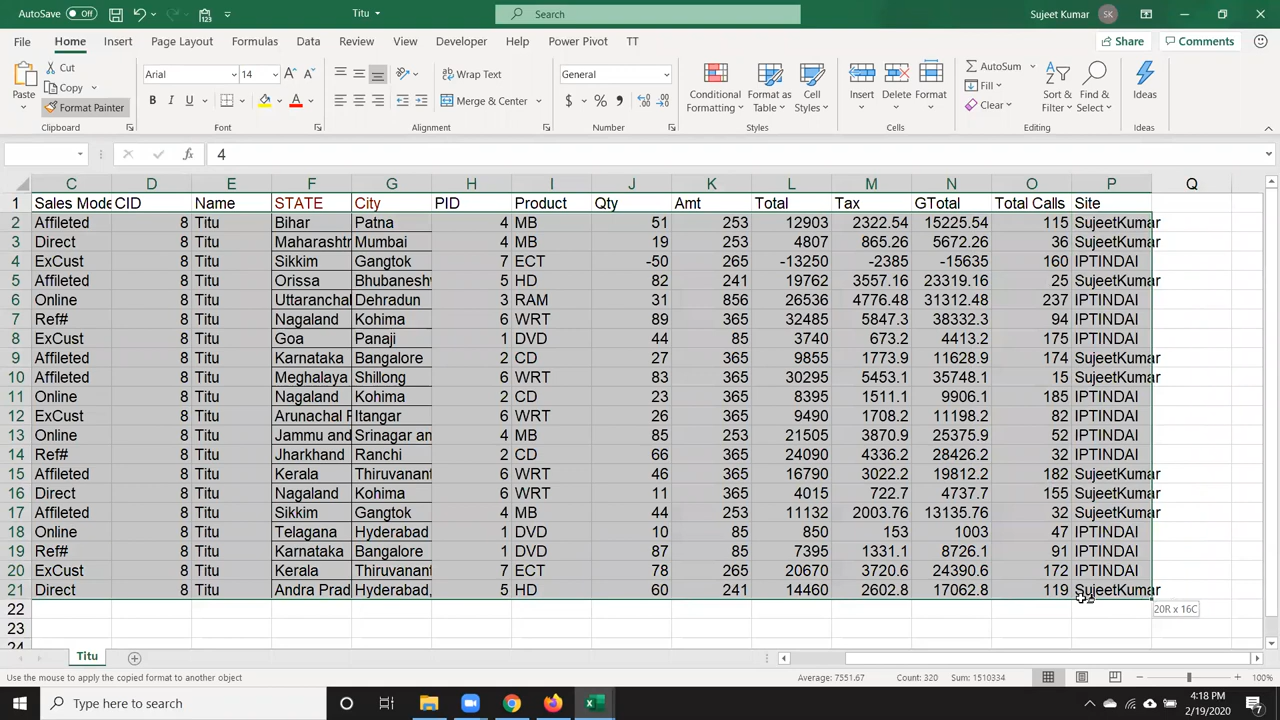 AutoSave Off Titu Search Sujeet Kumar SK
File Home Insert Page Layout Formulas Data Review View Developer Help Power Pivot TT Share Comments
Paste Cut Copy Format Painter Clipboard
Arial 14 A A B I U A Font
Wrap Text Merge & Center Alignment
General $ % , Number
Conditional Formatting Format as Table Cell Styles Styles
Insert Delete Format Cells
AutoSum Fill Clear Sort & Filter Find & Select Editing
Ideas Ideas
fx 4
C D E F G H I J K L M N O P Q
1 Sales Mode CID Name STATE City PID Product Qty Amt Total Tax GTotal Total Calls Site
2 Affileted 8 Titu Bihar Patna 4 MB 51 253 12903 2322.54 15225.54 115 SujeetKumar
3 Direct 8 Titu Maharashtr Mumbai 4 MB 19 253 4807 865.26 5672.26 36 SujeetKumar
4 ExCust 8 Titu Sikkim Gangtok 7 ECT -50 265 -13250 -2385 -15635 160 IPTINDAI
5 Affileted 8 Titu Orissa Bhubanesh 5 HD 82 241 19762 3557.16 23319.16 25 SujeetKumar
6 Online 8 Titu Uttaranchal Dehradun 3 RAM 31 856 26536 4776.48 31312.48 237 IPTINDAI
7 Ref# 8 Titu Nagaland Kohima 6 WRT 89 365 32485 5847.3 38332.3 94 IPTINDAI
8 ExCust 8 Titu Goa Panaji 1 DVD 44 85 3740 673.2 4413.2 175 IPTINDAI
9 Affileted 8 Titu Karnataka Bangalore 2 CD 27 365 9855 1773.9 11628.9 174 SujeetKumar
10 Affileted 8 Titu Meghalaya Shillong 6 WRT 83 365 30295 5453.1 35748.1 15 SujeetKumar
11 Online 8 Titu Nagaland Kohima 2 CD 23 365 8395 1511.1 9906.1 185 IPTINDAI
12 ExCust 8 Titu Arunachal Itangar 6 WRT 26 365 9490 1708.2 11198.2 82 IPTINDAI
13 Online 8 Titu Jammu and Srinagar an 4 MB 85 253 21505 3870.9 25375.9 52 IPTINDAI
14 Ref# 8 Titu Jharkhand Ranchi 2 CD 66 365 24090 4336.2 28426.2 32 IPTINDAI
15 Affileted 8 Titu Kerala Thiruvanant 6 WRT 46 365 16790 3022.2 19812.2 182 SujeetKumar
16 Direct 8 Titu Nagaland Kohima 6 WRT 11 365 4015 722.7 4737.7 155 SujeetKumar
17 Affileted 8 Titu Sikkim Gangtok 4 MB 44 253 11132 2003.76 13135.76 32 SujeetKumar
18 Online 8 Titu Telagana Hyderabad 1 DVD 10 85 850 153 1003 47 IPTINDAI
19 Ref# 8 Titu Karnataka Bangalore 1 DVD 87 85 7395 1331.1 8726.1 91 IPTINDAI
20 ExCust 8 Titu Kerala Thiruvanant 7 ECT 78 265 20670 3720.6 24390.6 172 IPTINDAI
21 Direct 8 Titu Andra Prad Hyderabad, 5 HD 60 241 14460 2602.8 17062.8 119 SujeetKumar
22 20R x 16C
23
24
Titu
Use the mouse to apply the copied format to another object Average: 7551.67 Count: 320 Sum: 1510334 100%
Type here to search 4:18 PM
2/19/2020 7